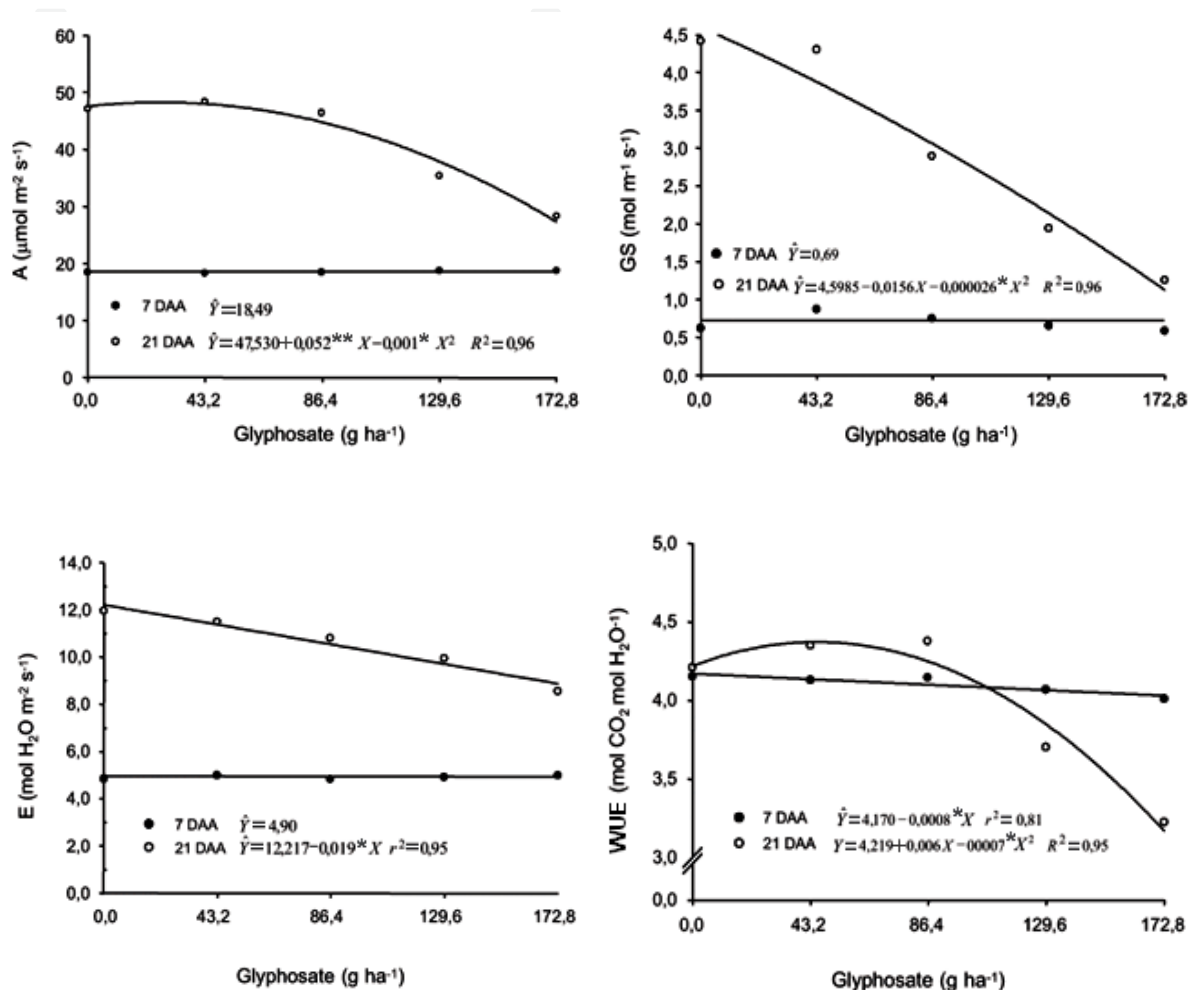 60
50
40
30
20
10
0
A (µmol m-2 s-1)
● 7 DAA Ŷ=18,49
○ 21 DAA Ŷ=47,530+0,052** X−0,001* X² R²=0,96
0,0 43,2 86,4 129,6 172,8
Glyphosate (g ha-1)
4,5
4,0
3,5
3,0
2,5
2,0
1,5
1,0
0,5
0,0
GS (mol m-1 s-1)
● 7 DAA Ŷ=0,69
○ 21 DAA Ŷ=4,5985−0,0156X−0,000026*X² R²=0,96
0,0 43,2 86,4 129,6 172,8
Glyphosate (g ha-1)
14,0
12,0
10,0
8,0
6,0
4,0
2,0
0,0
E (mol H₂O m-2 s-1)
● 7 DAA Ŷ=4,90
○ 21 DAA Ŷ=12,217−0,019*X r²=0,95
0,0 43,2 86,4 129,6 172,8
Glyphosate (g ha-1)
5,0
4,5
4,0
3,5
3,0
0,0
WUE (mol CO₂ mol H₂O-1)
● 7 DAA Ŷ=4,170−0,0008*X r²=0,81
○ 21 DAA Y=4,219+0,006X−00007*X² R²=0,95
0,0 43,2 86,4 129,6 172,8
Glyphosate (g ha-1)